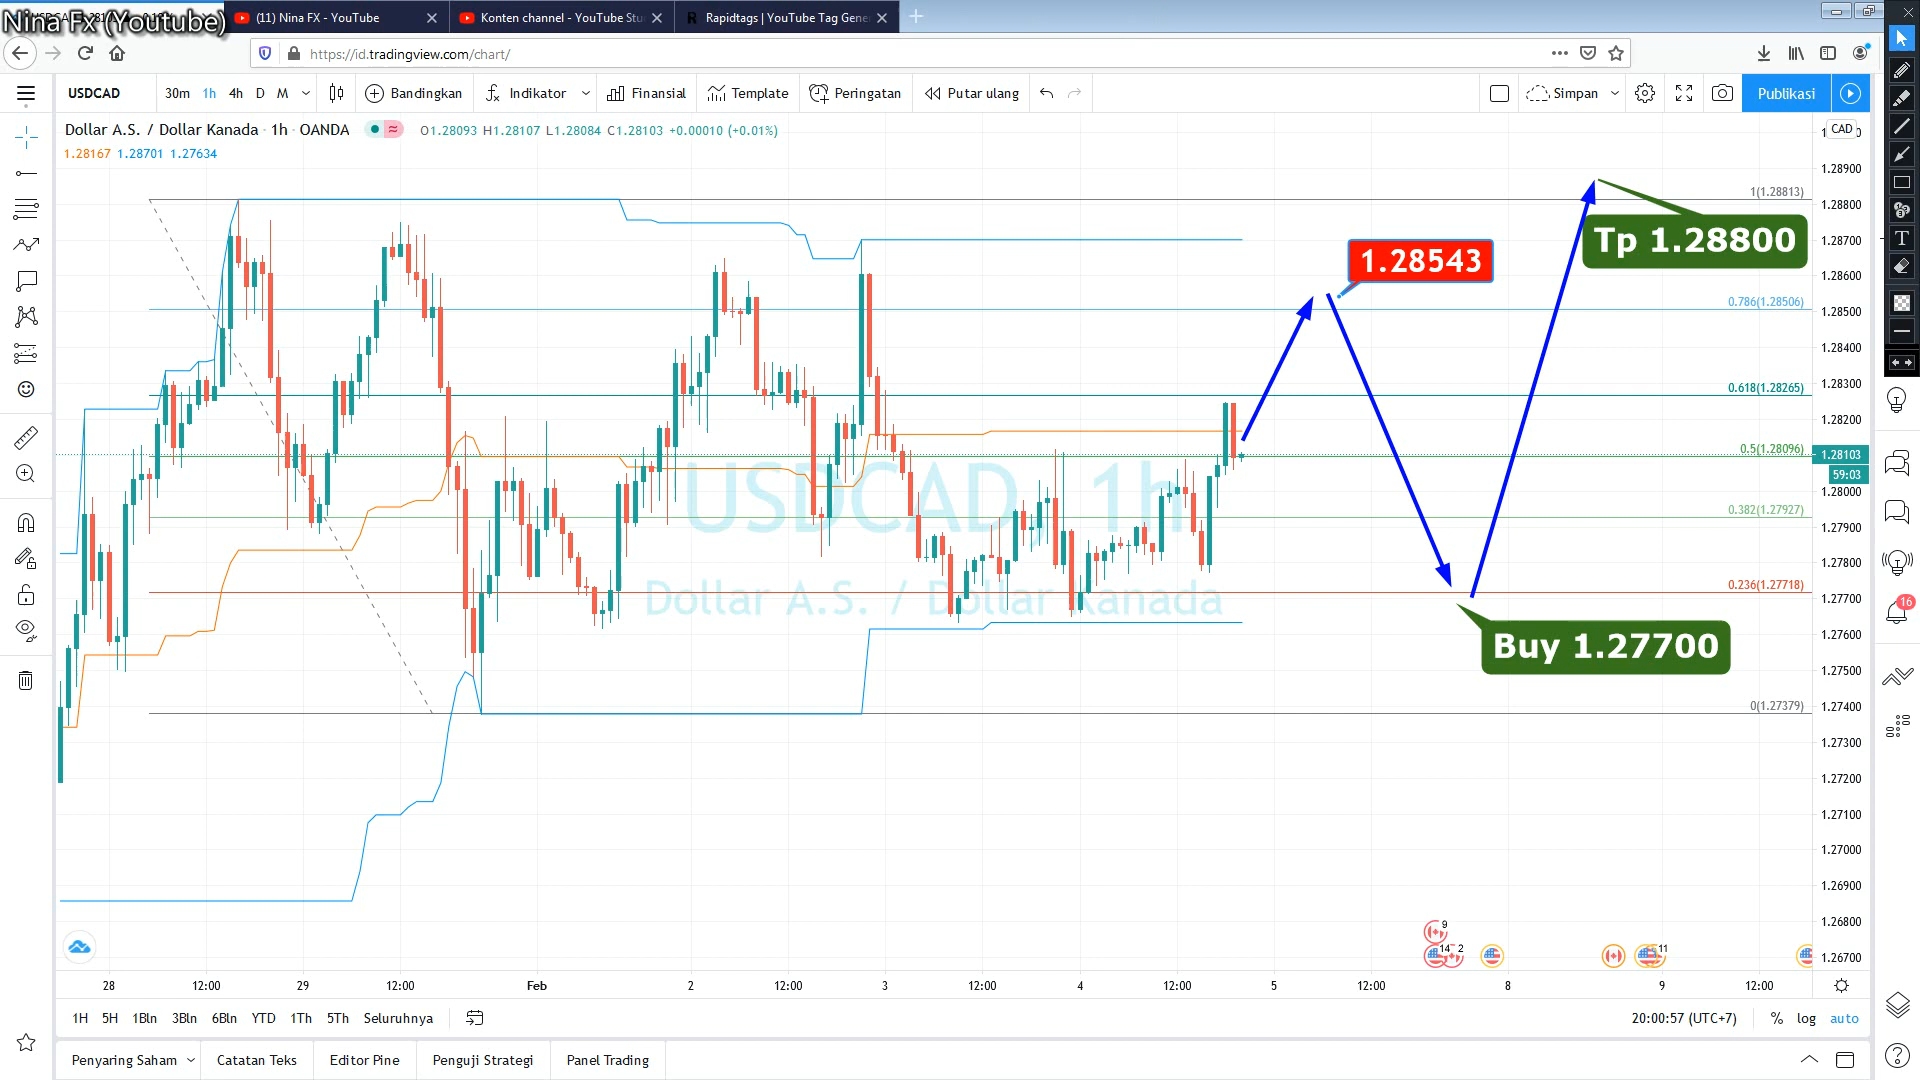 Nina Fx (Youtube)
(11) Nina FX - YouTube
Konten channel - YouTube Stu
Rapidtags | YouTube Tag Gene
https://id.tradingview.com/chart/
USDCAD 30m 1h 4h D M Bandingkan Indikator Finansial Template Peringatan Putar ulang Simpan Publikasi
Dollar A.S. / Dollar Kanada · 1h · OANDA O1.28093 H1.28107 L1.28084 C1.28103 +0.00010 (+0.01%)
1.28167 1.28701 1.27634
CAD
1.28900
1(1.28813)
1.28800
Tp 1.28800
1.28700
1.28543
1.28600
0.786(1.28506)
1.28500
1.28400
0.618(1.28265)
1.28300
1.28200
0.5(1.28096)
1.28103
59:03
USDCAD, 1h
1.28000
0.382(1.27927)
1.27900
1.27800
0.236(1.27718)
Dollar A.S. / Dollar Kanada
1.27700
16
1.27600
Buy 1.27700
1.27500
0(1.27379)
1.27400
1.27300
1.27200
1.27100
1.27000
1.26900
1.26800
9
14 2
11
1.26700
28 12:00 29 12:00 Feb 2 12:00 3 12:00 4 12:00 5 12:00 8 9 12:00
1H 5H 1Bln 3Bln 6Bln YTD 1Th 5Th Seluruhnya 20:00:57 (UTC+7) % log auto
Penyaring Saham Catatan Teks Editor Pine Penguji Strategi Panel Trading